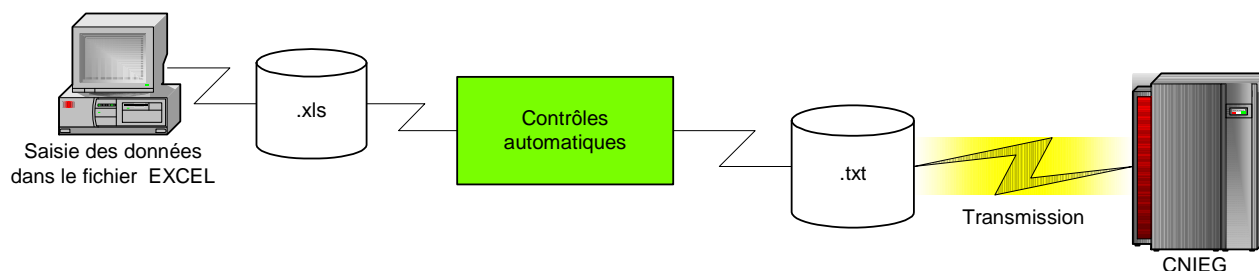 Saisie des données
dans le fichier EXCEL
.xls
Contrôles
automatiques
.txt
Transmission
CNIEG